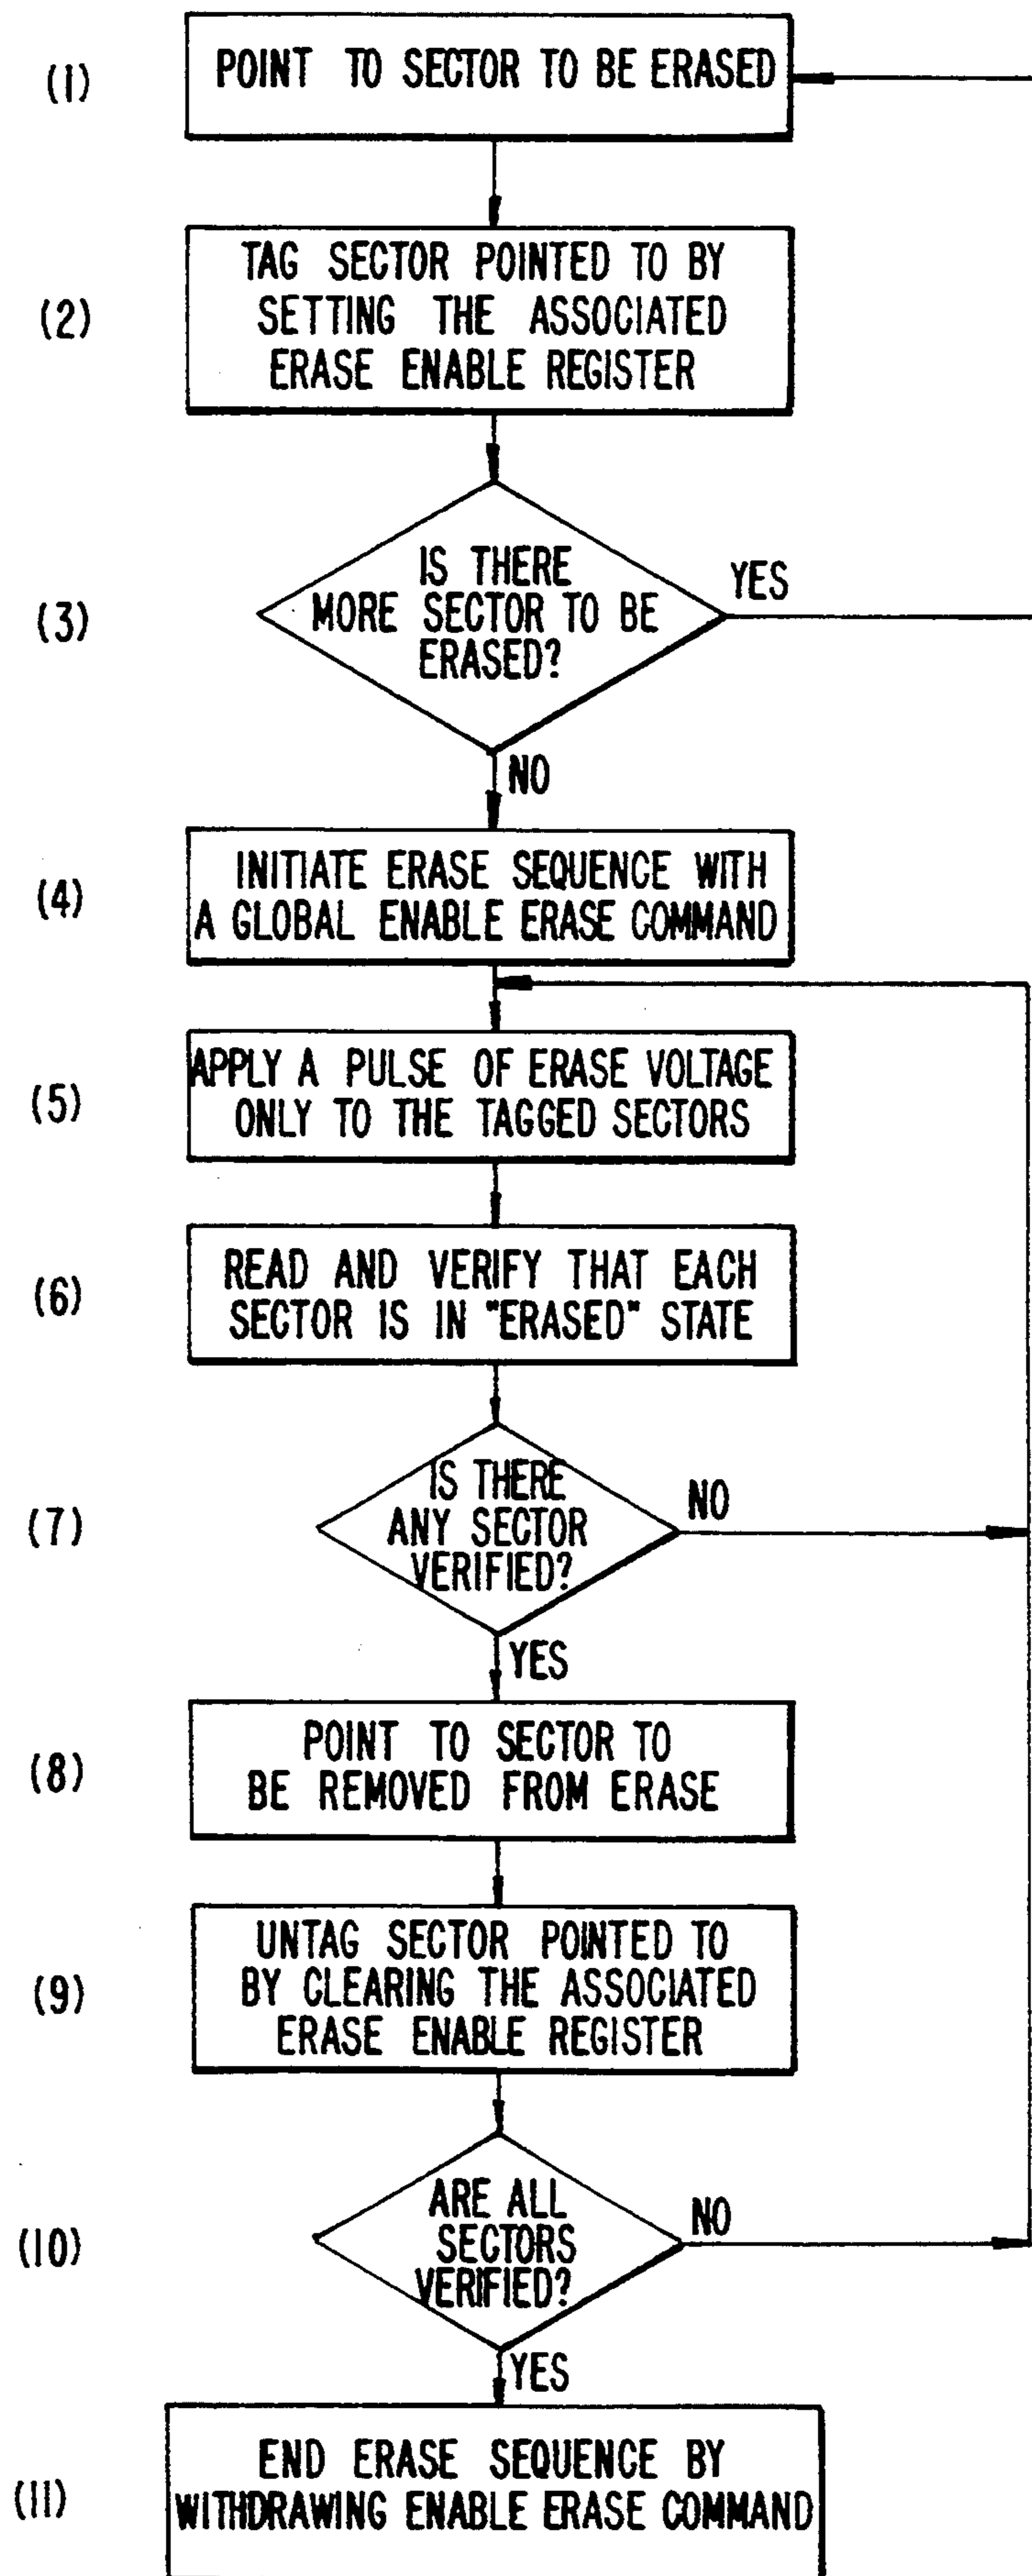 (1)
POINT TO SECTOR TO BE ERASED
(2)
TAG SECTOR POINTED TO BY
SETTING THE ASSOCIATED
ERASE ENABLE REGISTER
(3)
IS THERE
MORE SECTOR TO BE
ERASED?
YES
NO
(4)
INITIATE ERASE SEQUENCE WITH
A GLOBAL ENABLE ERASE COMMAND
(5)
APPLY A PULSE OF ERASE VOLTAGE
ONLY TO THE TAGGED SECTORS
(6)
READ AND VERIFY THAT EACH
SECTOR IS IN "ERASED" STATE
(7)
IS THERE
ANY SECTOR
VERIFIED?
NO
YES
(8)
POINT TO SECTOR TO
BE REMOVED FROM ERASE
(9)
UNTAG SECTOR POINTED TO
BY CLEARING THE ASSOCIATED
ERASE ENABLE REGISTER
(10)
ARE ALL
SECTORS
VERIFIED?
NO
YES
(11)
END ERASE SEQUENCE BY
WITHDRAWING ENABLE ERASE COMMAND